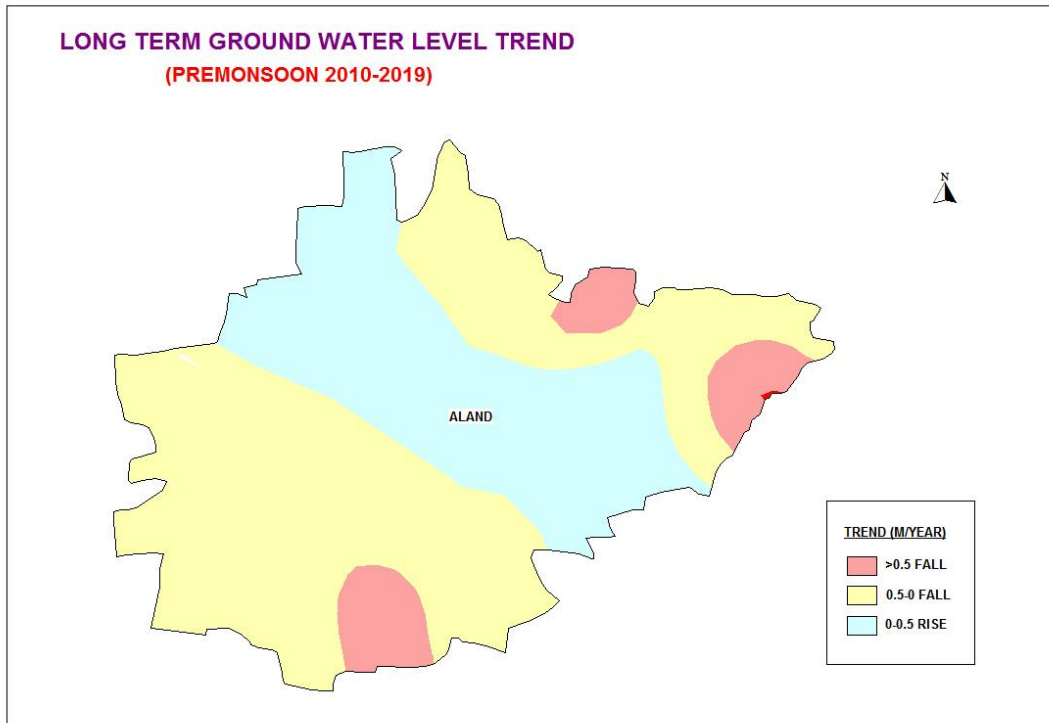 LONG TERM GROUND WATER LEVEL TREND
(PREMONSOON 2010-2019)
N
ALAND
TREND (M/YEAR)
>0.5 FALL
0.5-0 FALL
0-0.5 RISE